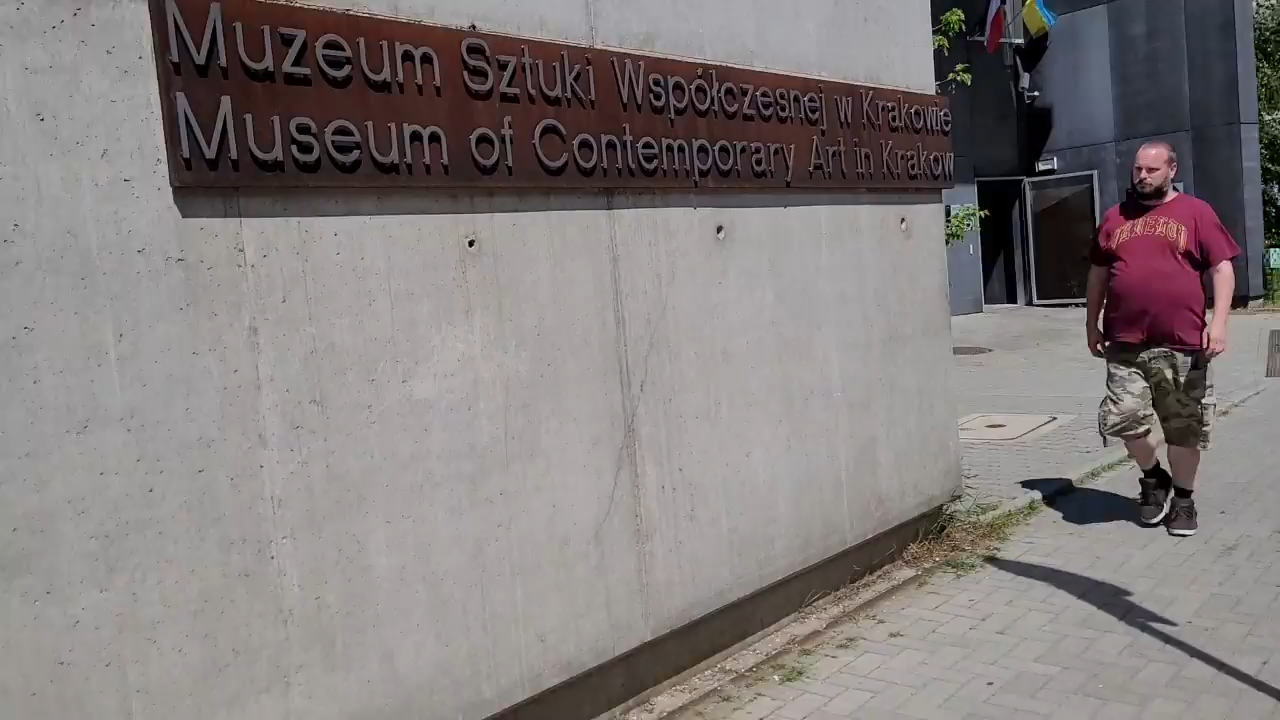 Muzeum Sztuki Współczesnej w Krakowie
Museum of Contemporary Art in Krakow